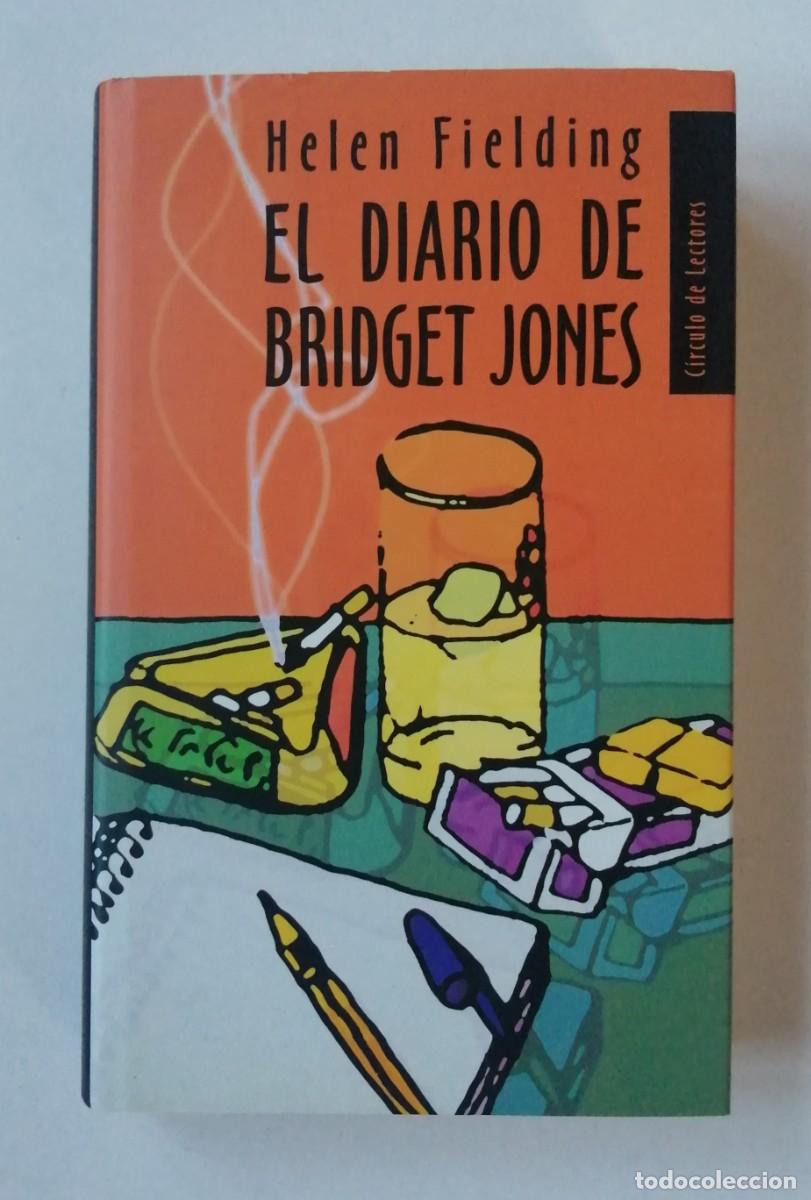 Helen Fielding
EL DIARIO DE
BRIDGET JONES
Círculo de Lectores
todocoleccion